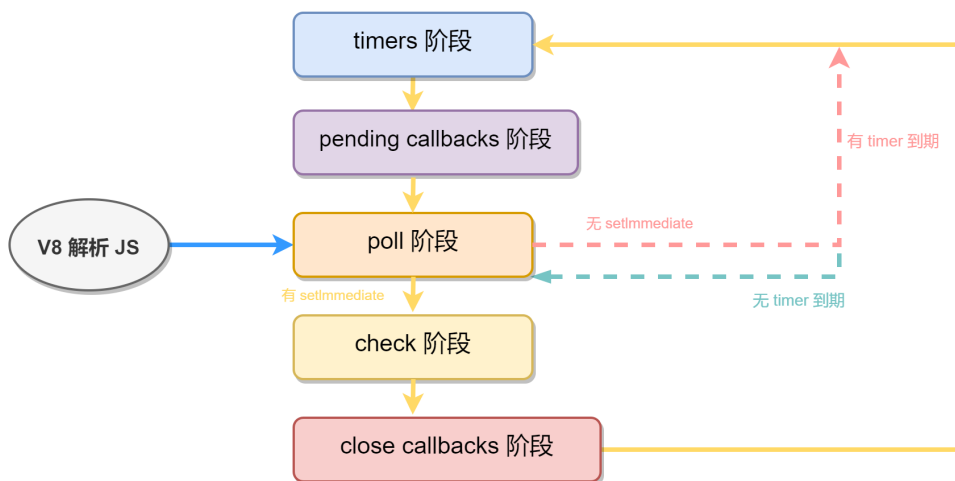 timers 阶段
pending callbacks 阶段
有 timer 到期
无 setImmediate
poll 阶段
V8 解析 JS
有 setImmediate
无 timer 到期
check 阶段
close callbacks 阶段